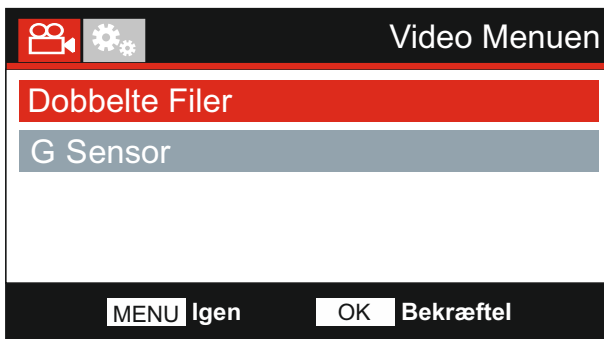 Video Menuen
Dobbelte Filer
G Sensor
MENU Igen OK Bekræftel